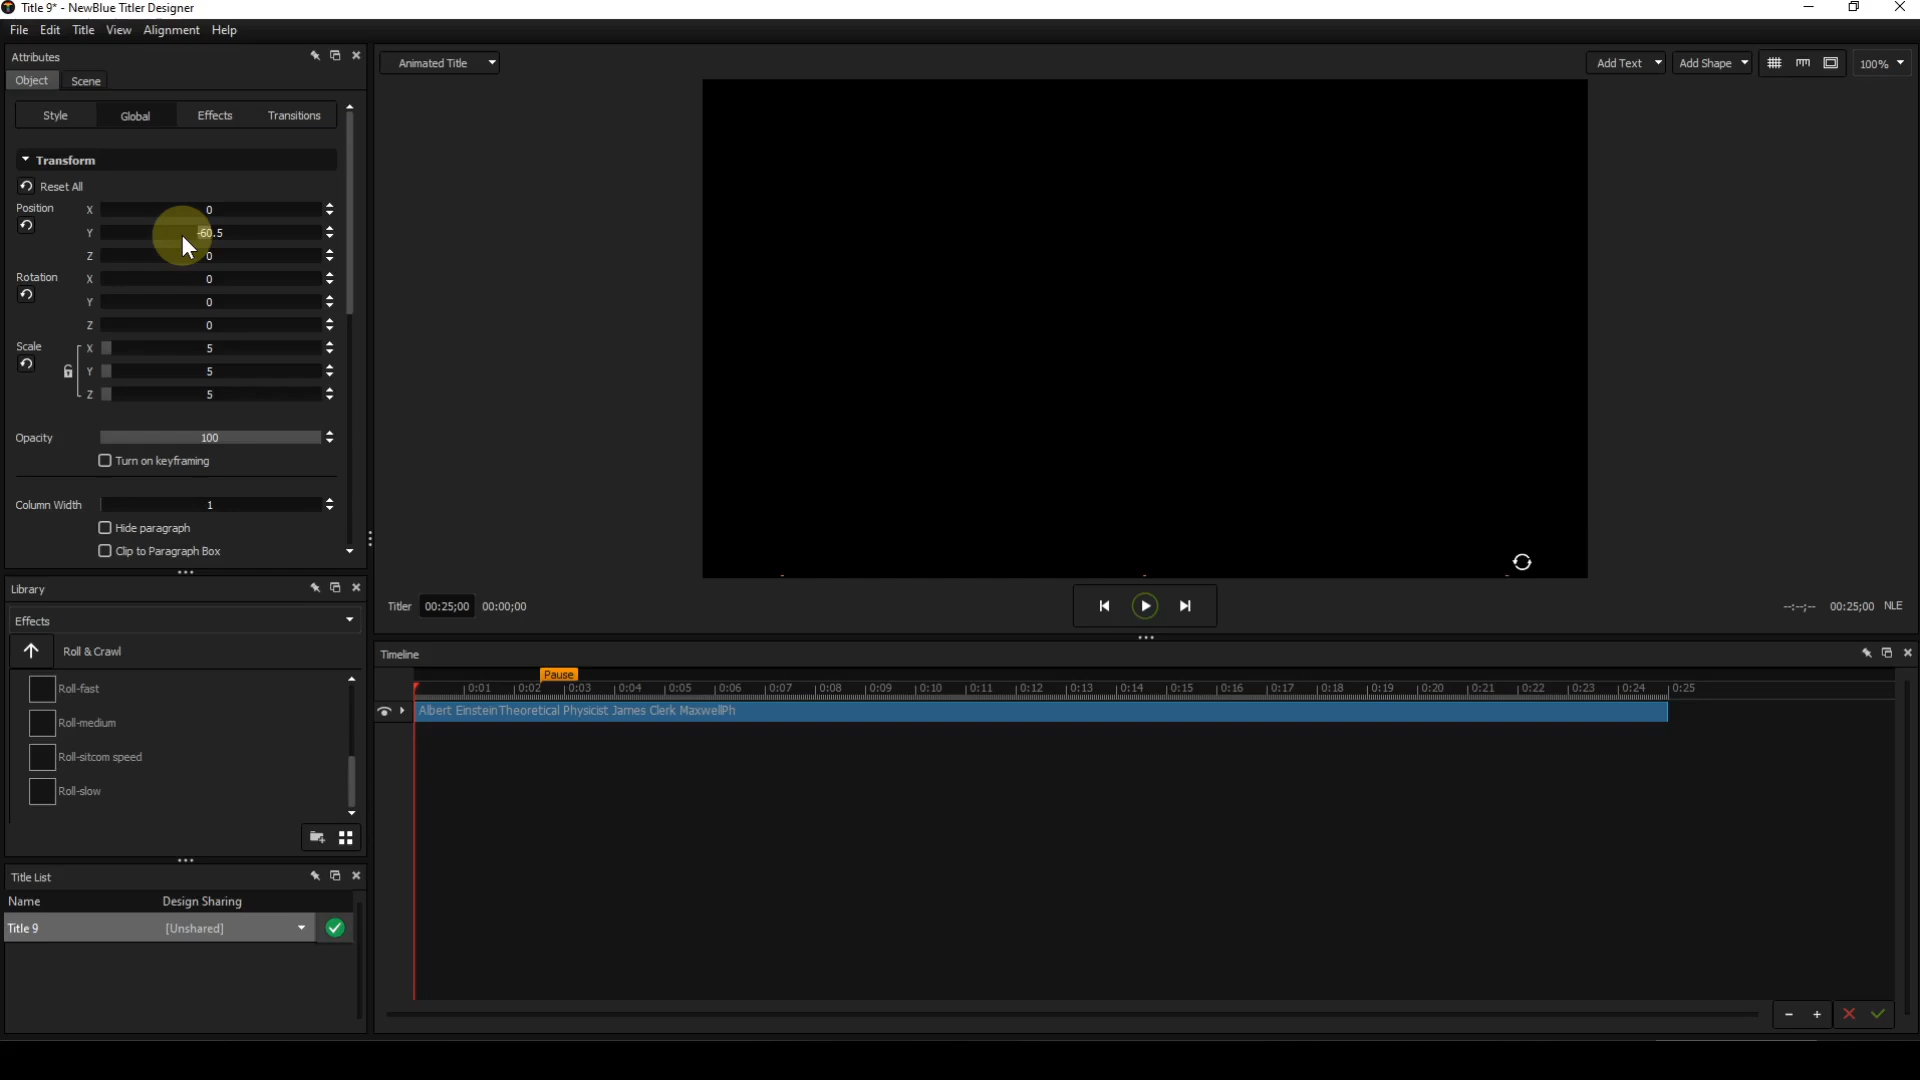 Title 9* - NewBlue Titler Designer
File Edit Title View Alignment Help
Attributes
Object Scene
Style Global Effects Transitions
Transform
Reset All
Position X 0
Y -60.5
Z 0
Rotation X 0
Y 0
Z 0
Scale X 5
Y 5
Z 5
Opacity 100
Turn on keyframing
Column Width 1
Hide paragraph
Clip to Paragraph Box
Library
Effects
Roll & Crawl
Roll-fast
Roll-medium
Roll-sitcom speed
Roll-slow
Title List
Name Design Sharing
Title 9 [Unshared]
Animated Title Add Text Add Shape 100%
Titler 00:25;00 00:00;00 --:--;-- 00:25;00 NLE
Timeline
Pause
0:01 0:02 0:03 0:04 0:05 0:06 0:07 0:08 0:09 0:10 0:11 0:12 0:13 0:14 0:15 0:16 0:17 0:18 0:19 0:20 0:21 0:22 0:23 0:24 0:25
Albert EinsteinTheoretical Physicist James Clerk MaxwellPh